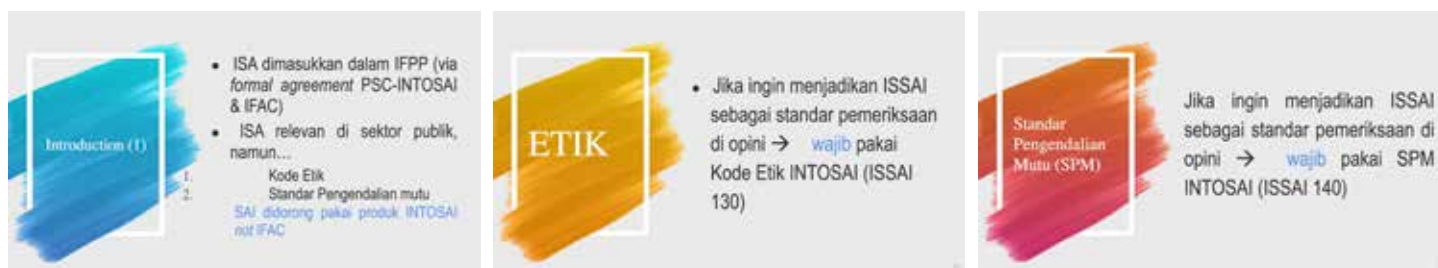 Introduction (1)
• ISA dimasukkan dalam IFPP (via
formal agreement PSC-INTOSAI
& IFAC)
• ISA relevan di sektor publik,
namun...
1. Kode Etik
2. Standar Pengendalian mutu
SAI didorong pakai produk INTOSAI
not IFAC
ETIK
• Jika ingin menjadikan ISSAI
sebagai standar pemeriksaan
di opini → wajib pakai
Kode Etik INTOSAI (ISSAI
130)
Standar
Pengendalian
Mutu (SPM)
Jika ingin menjadikan ISSAI
sebagai standar pemeriksaan di
opini → wajib pakai SPM
INTOSAI (ISSAI 140)